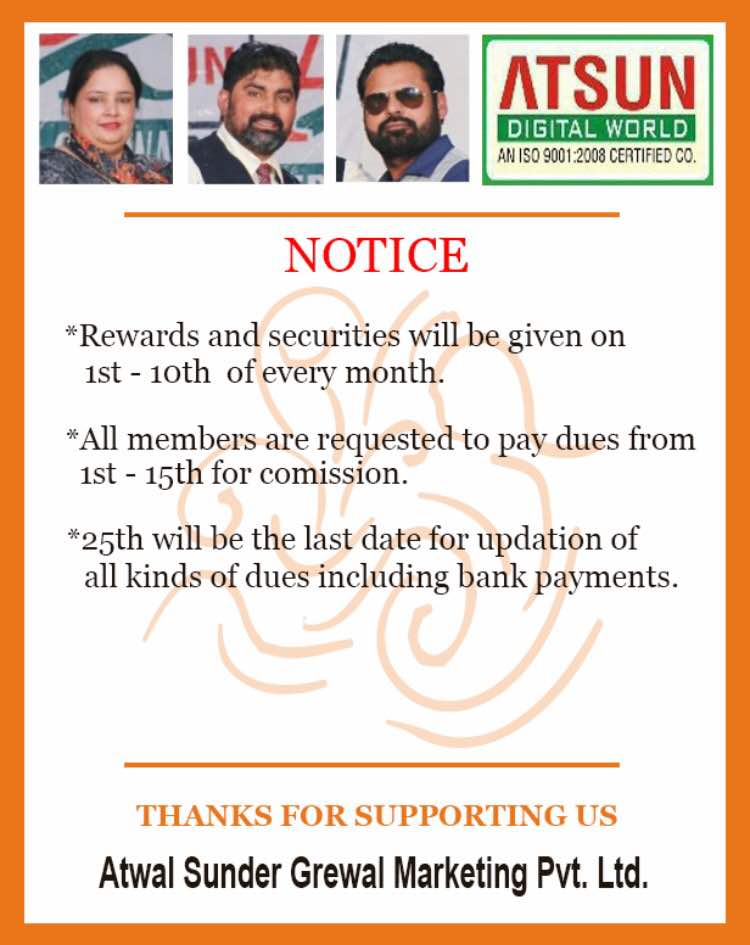 ATSUN
DIGITAL WORLD
AN ISO 9001:2008 CERTIFIED CO.
NOTICE
*Rewards and securities will be given on
1st - 10th of every month.
*All members are requested to pay dues from
1st - 15th for comission.
*25th will be the last date for updation of
all kinds of dues including bank payments.
THANKS FOR SUPPORTING US
Atwal Sunder Grewal Marketing Pvt. Ltd.